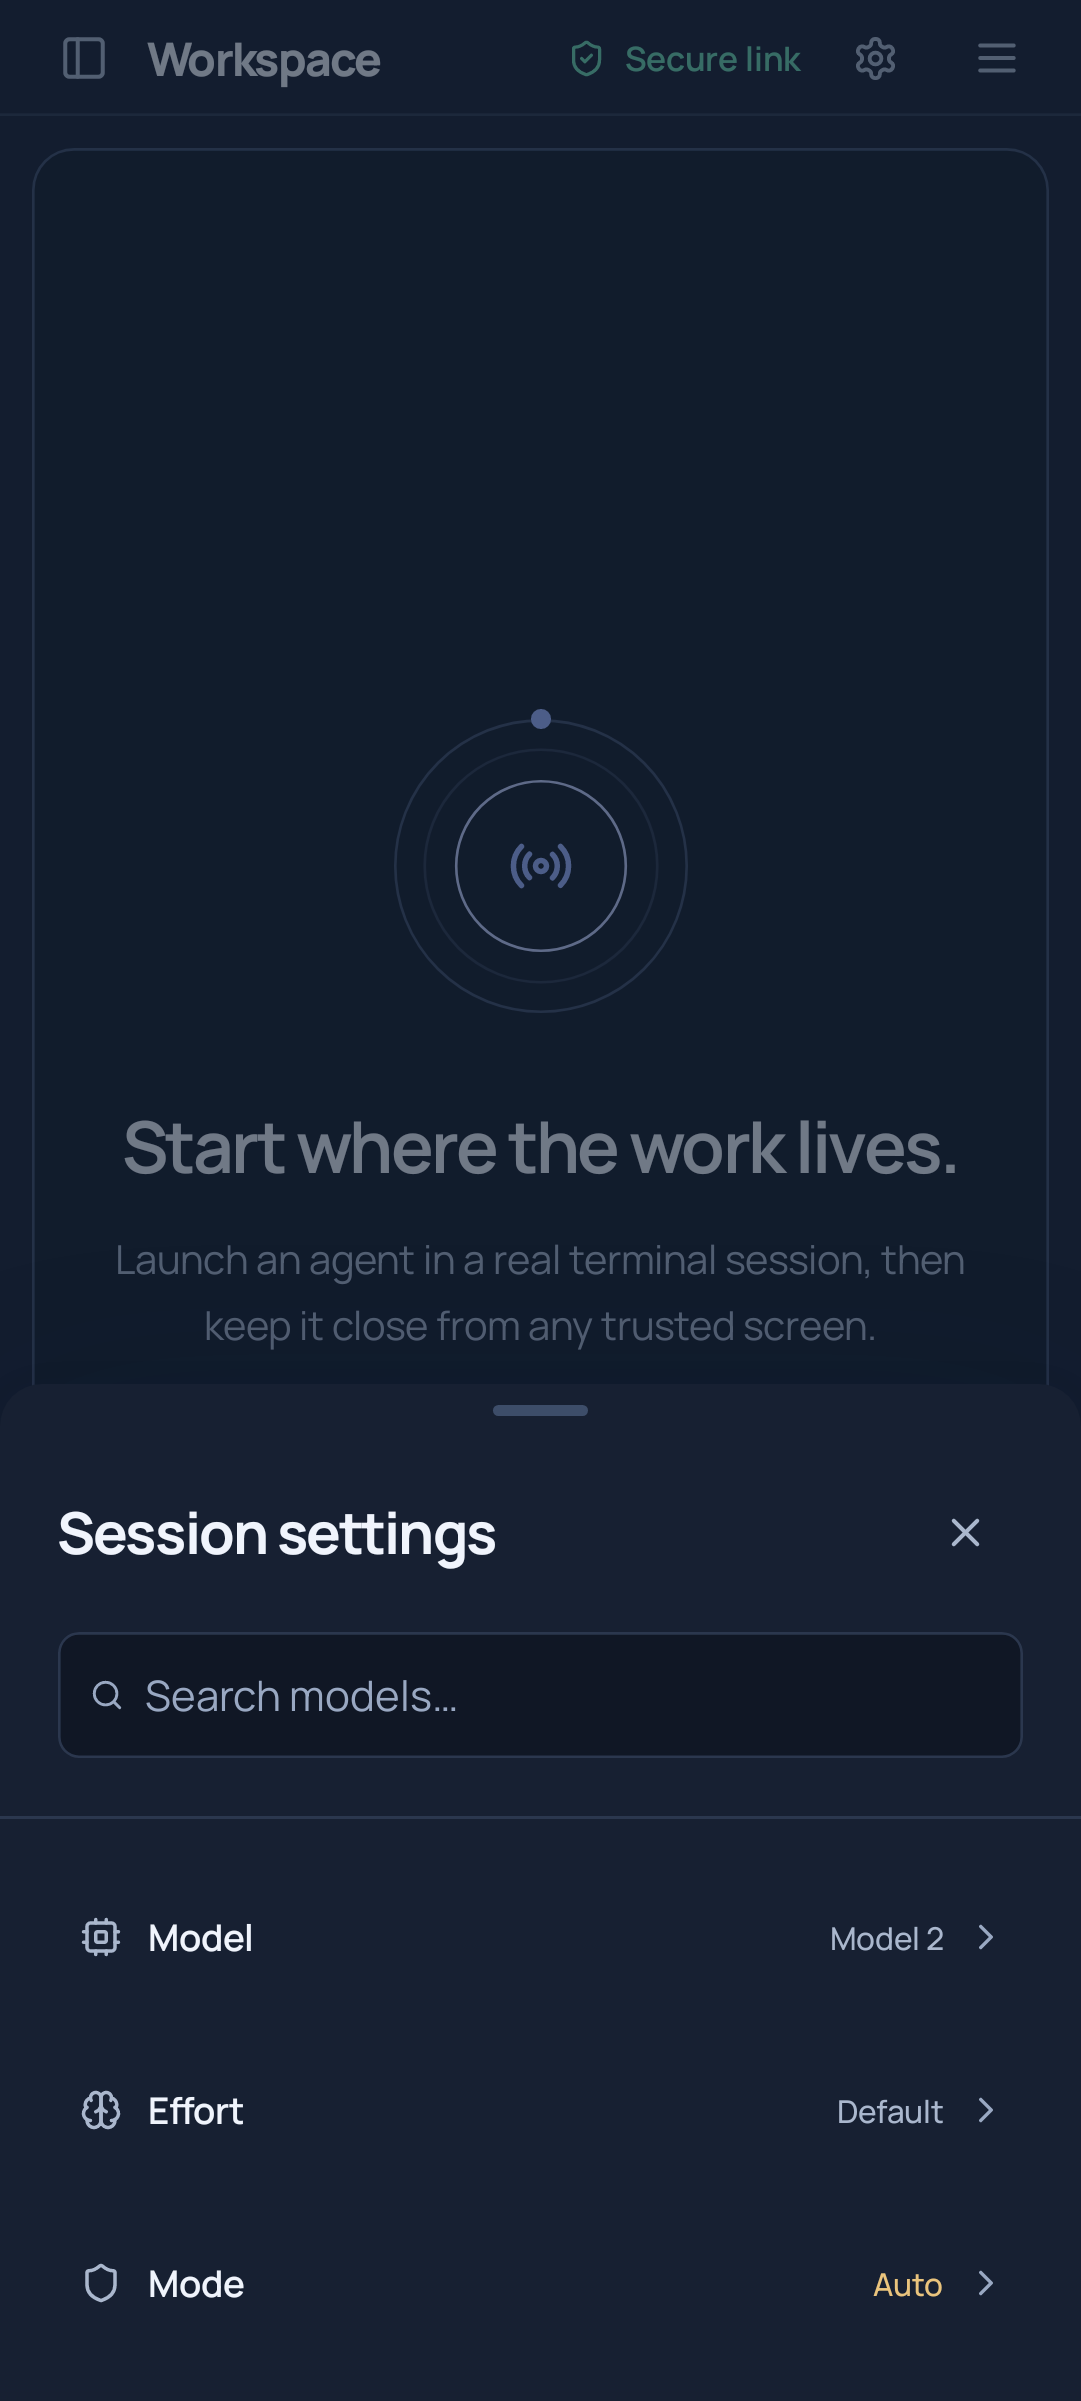 Workspace
Secure link
Start where the work lives.
Launch an agent in a real terminal session, then
keep it close from any trusted screen.
Session settings
Search models…
Model
Model 2
Effort
Default
Mode
Auto